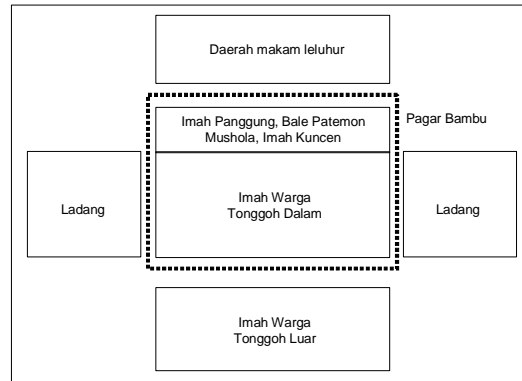 Daerah makam leluhur
Imah Panggung, Bale Patemon
Mushola, Imah Kuncen
Pagar Bambu
Ladang
Imah Warga
Tonggoh Dalam
Ladang
Imah Warga
Tonggoh Luar